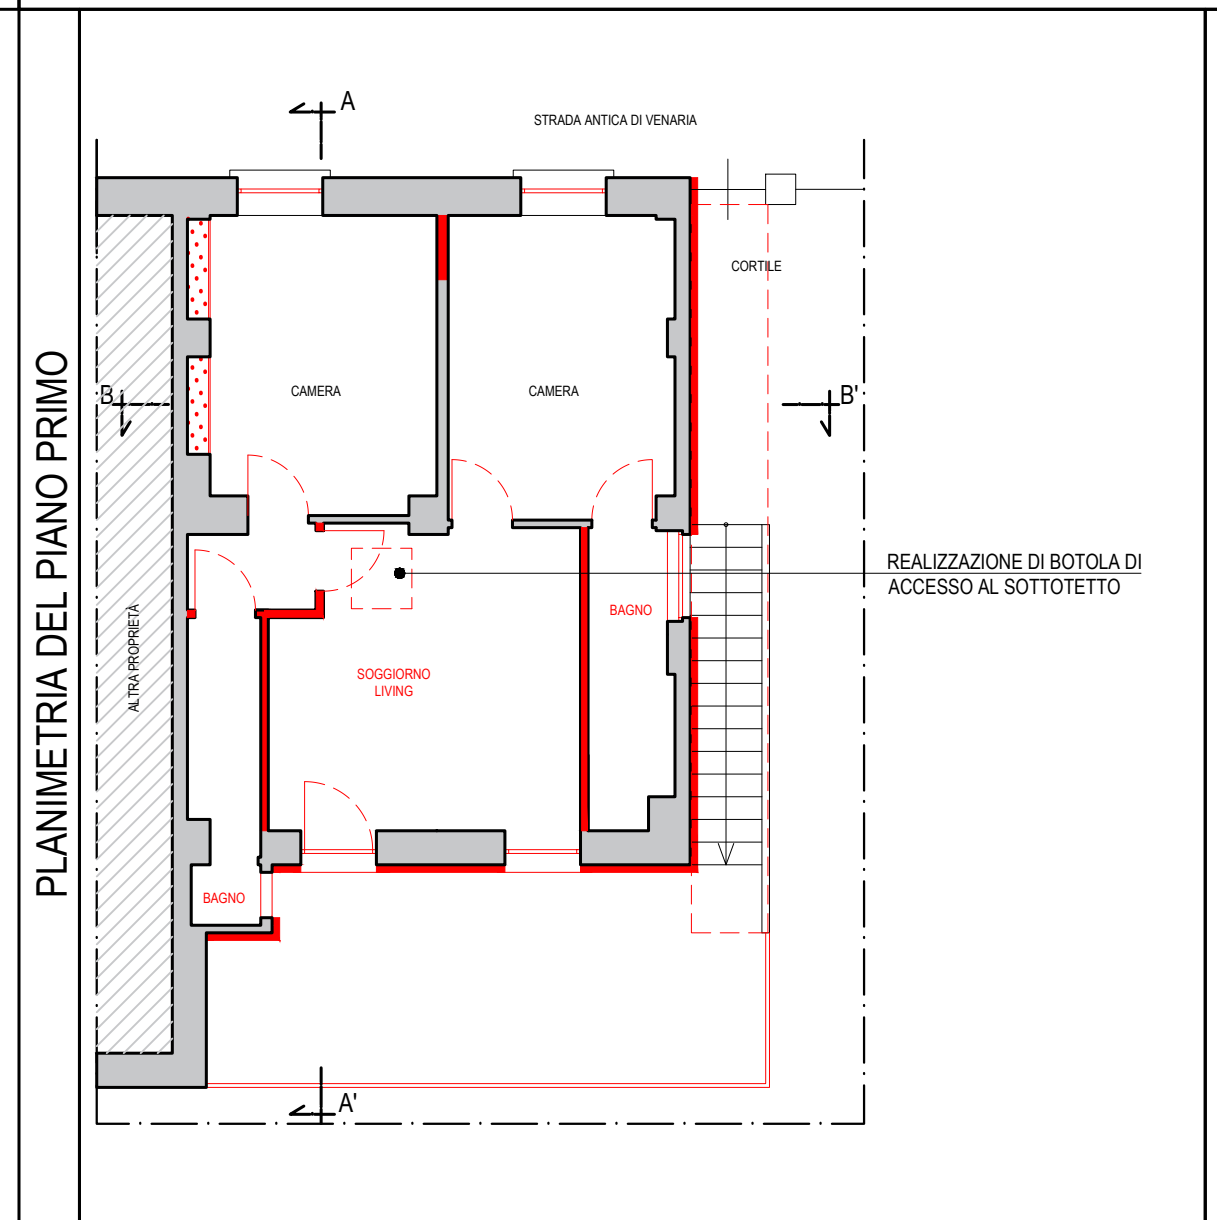 PLANIMETRIA DEL PIANO PRIMO
A
STRADA ANTICA DI VENARIA
CORTILE
CAMERA
CAMERA
B
B'
REALIZZAZIONE DI BOTOLA DI
ACCESSO AL SOTTOTETTO
BAGNO
ALTRA PROPRIETÀ
SOGGIORNO
LIVING
BAGNO
A'